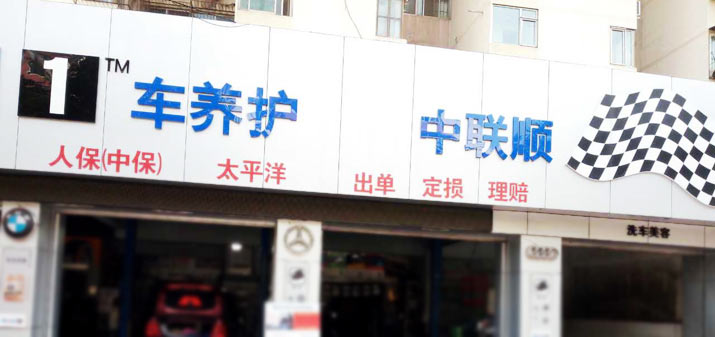 1™ 车养护 中联顺
人保(中保) 太平洋 出单 定损 理赔
洗车美容